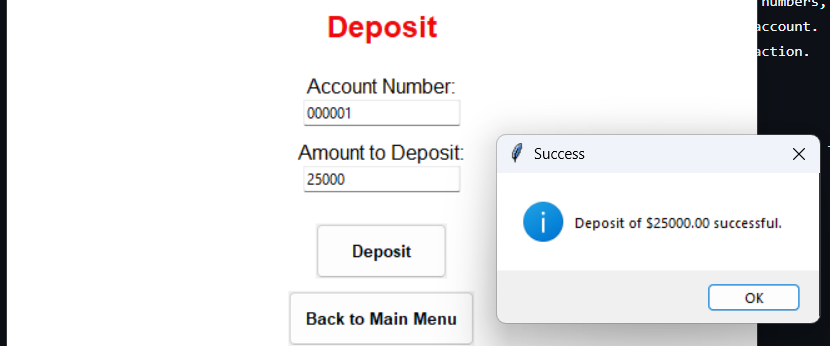 numbers,
Deposit
account.
action.
Account Number:
000001
Amount to Deposit:
Success
25000
Deposit of $25000.00 successful.
Deposit
OK
Back to Main Menu